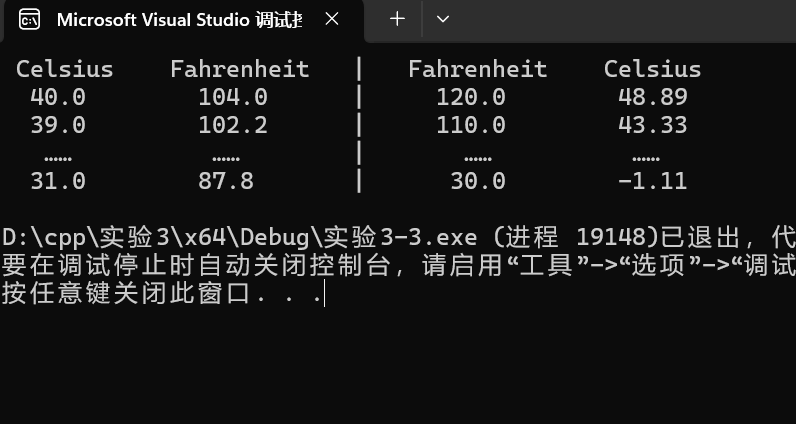 Microsoft Visual Studio 调试控
Celsius Fahrenheit | Fahrenheit Celsius
40.0 104.0 | 120.0 48.89
39.0 102.2 | 110.0 43.33
…… …… | …… ……
31.0 87.8 | 30.0 -1.11
D:\cpp\实验3\x64\Debug\实验3-3.exe (进程 19148)已退出，代
要在调试停止时自动关闭控制台，请启用“工具”->“选项”->“调试
按任意键关闭此窗口. . .